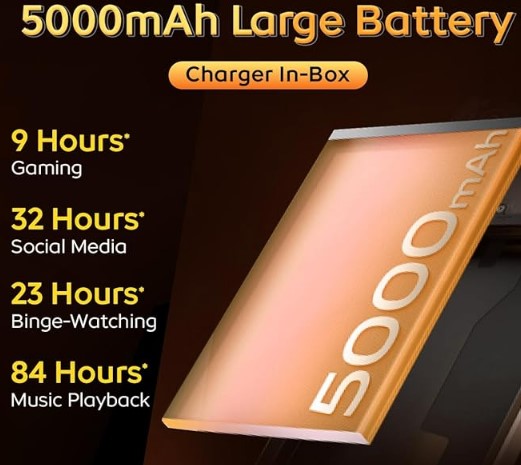 5000mAh Large Battery
Charger In-Box
9 Hours*
Gaming
32 Hours*
Social Media
23 Hours*
Binge-Watching
84 Hours*
Music Playback
5000mAh